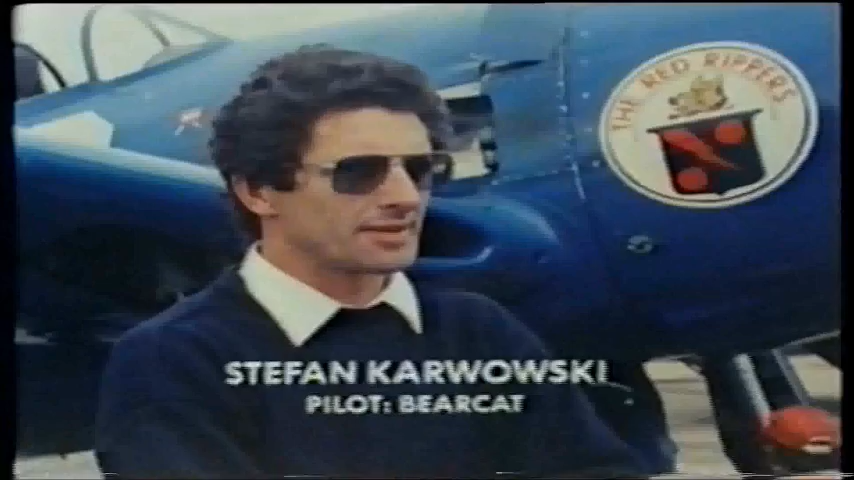 THE RED RIPPERS
STEFAN KARWOWSKI
PILOT: BEARCAT